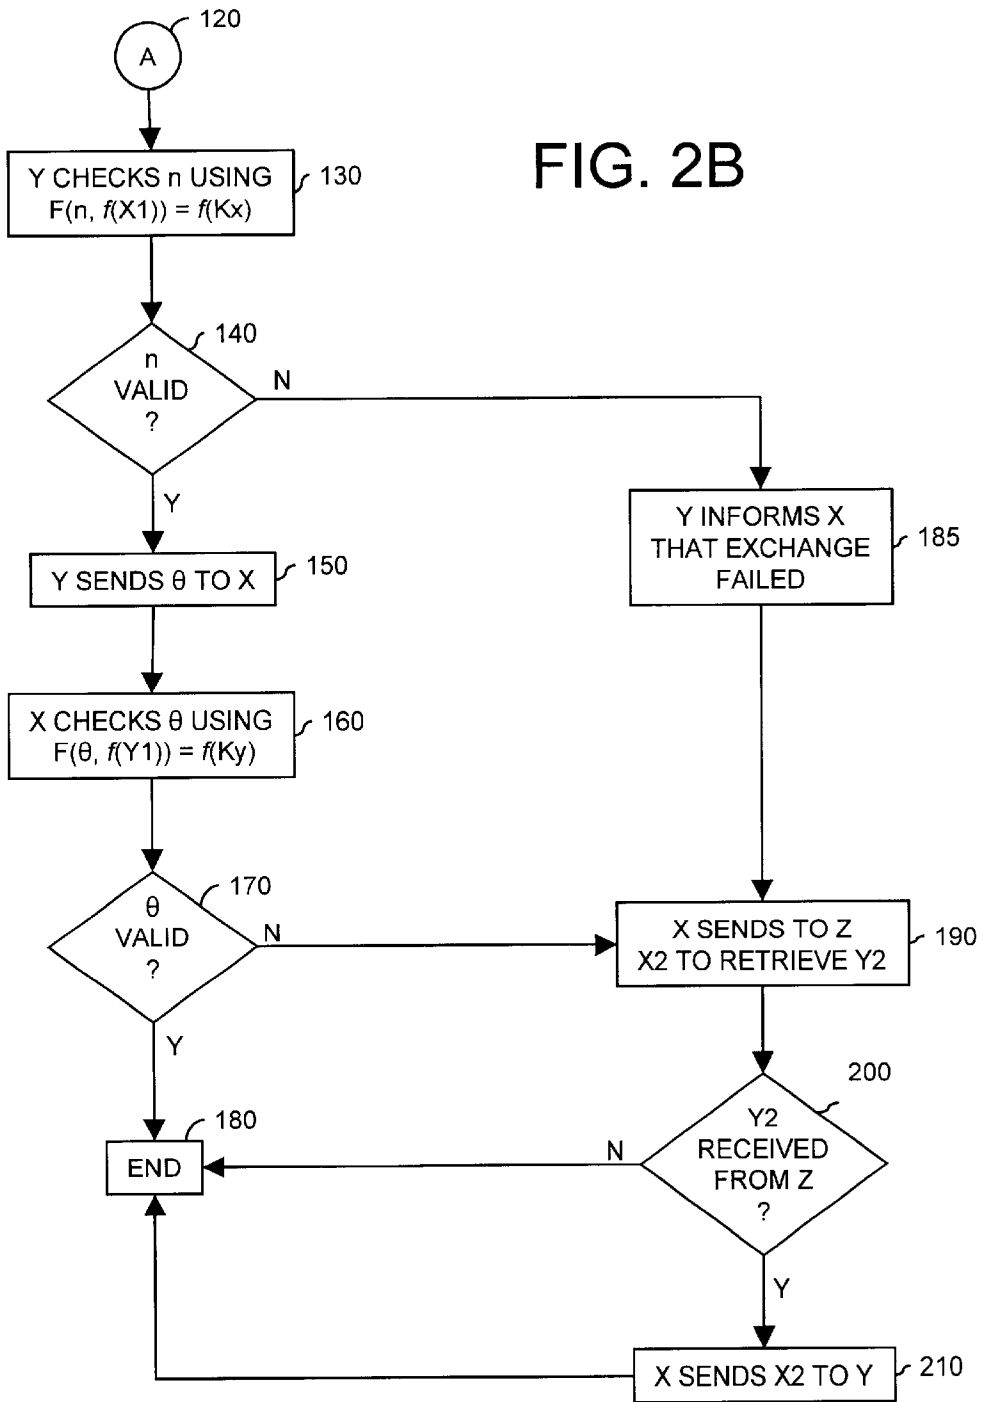 120
A
FIG. 2B
Y CHECKS n USING
F(n, f(X1)) = f(Kx)
130
140
n
VALID
?
N
Y
Y INFORMS X
THAT EXCHANGE
FAILED
185
150
Y SENDS θ TO X
X CHECKS θ USING
F(θ, f(Y1)) = f(Ky)
160
170
θ
VALID
?
N
Y
X SENDS TO Z
X2 TO RETRIEVE Y2
190
200
Y2
RECEIVED
FROM Z
?
N
Y
180
END
X SENDS X2 TO Y
210